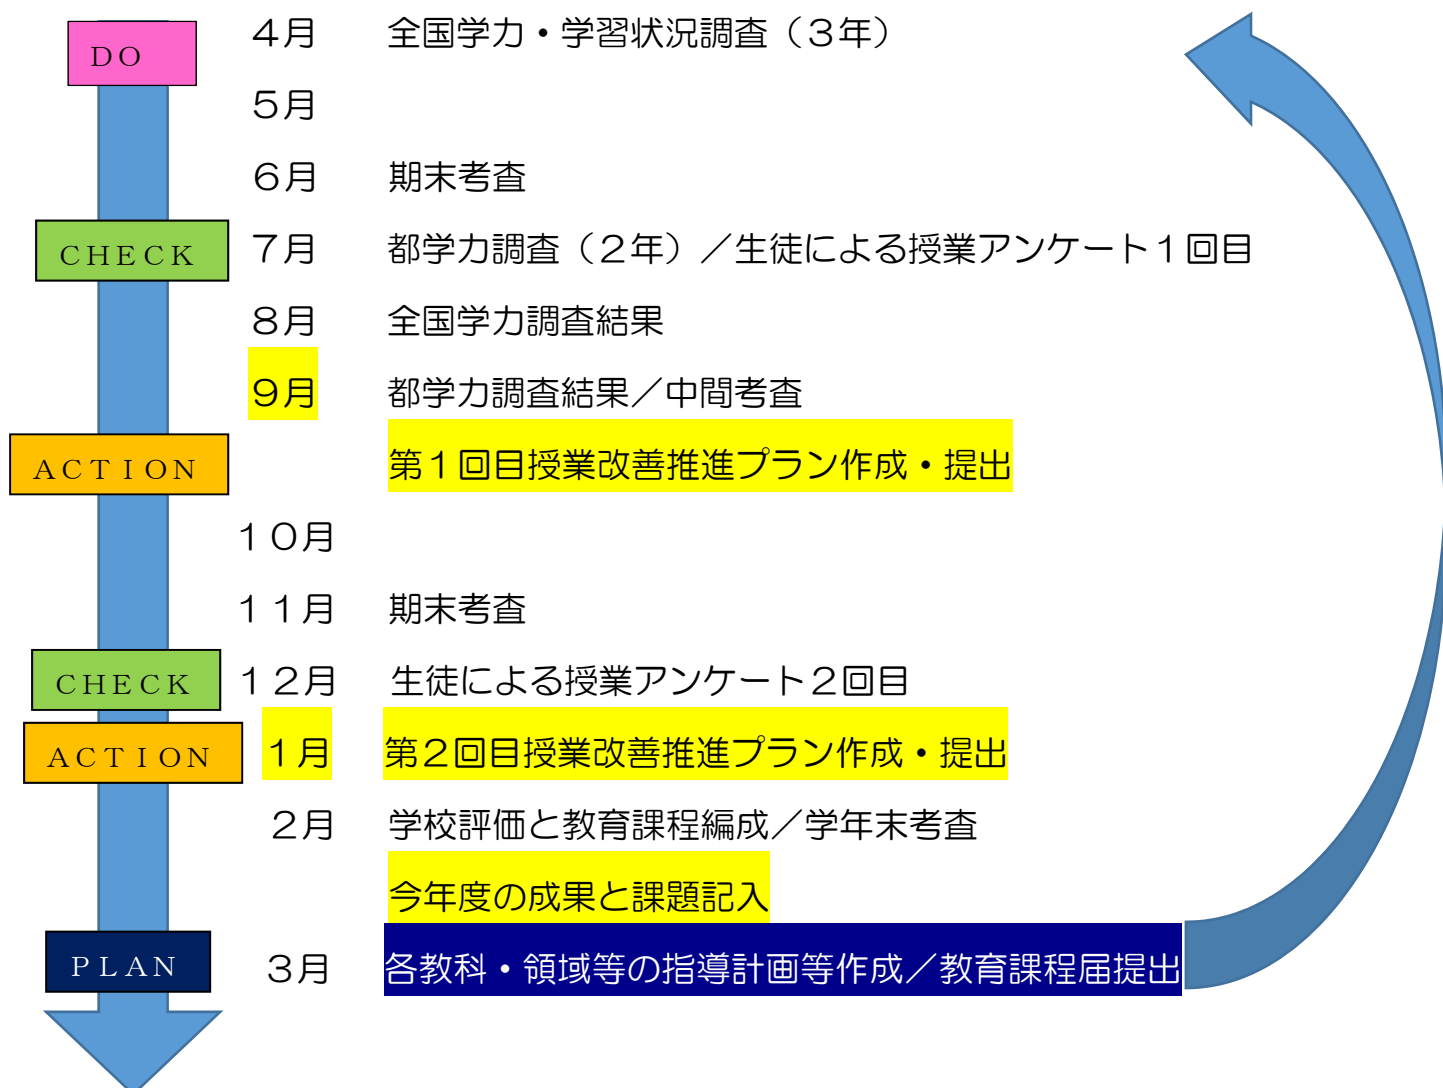 DO
４月　全国学力・学習状況調査（３年）
５月
６月　期末考査
CHECK
７月　都学力調査（２年）／生徒による授業アンケート１回目
８月　全国学力調査結果
９月　都学力調査結果／中間考査
ACTION
第１回目授業改善推進プラン作成・提出
１０月
１１月　期末考査
CHECK
１２月　生徒による授業アンケート２回目
ACTION
１月　第２回目授業改善推進プラン作成・提出
２月　学校評価と教育課程編成／学年末考査
今年度の成果と課題記入
PLAN
３月　各教科・領域等の指導計画等作成／教育課程届提出